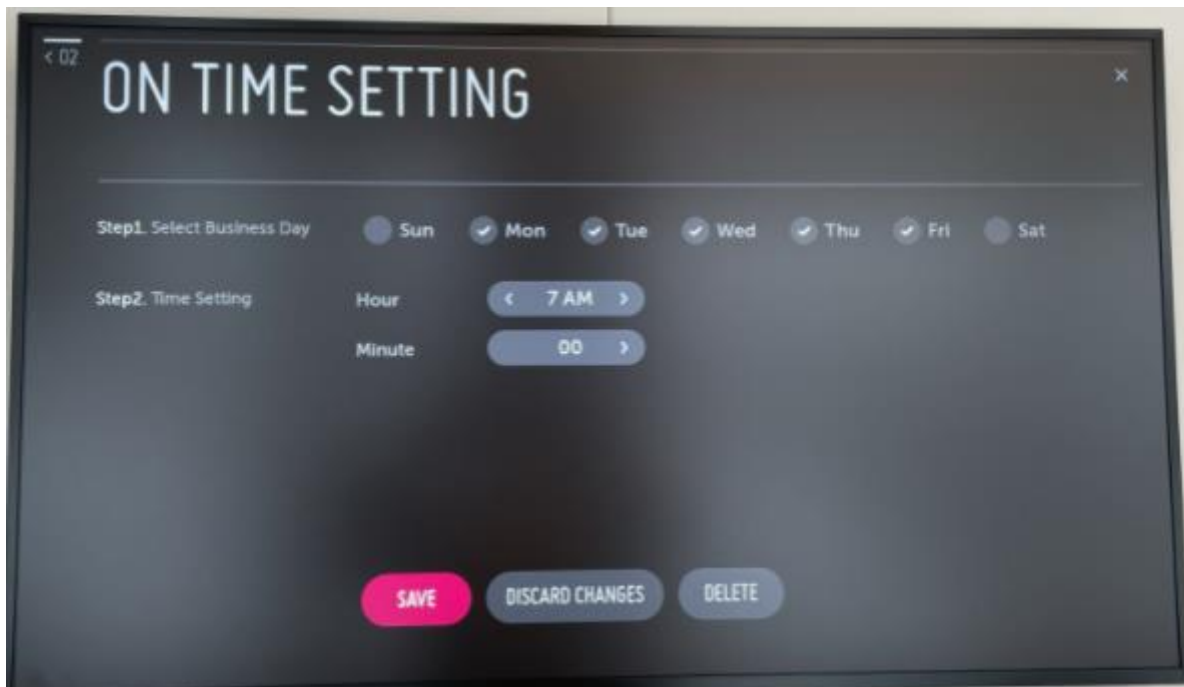 < 02
ON TIME SETTING
×
Step1. Select Business Day Sun Mon Tue Wed Thu Fri Sat
Step2. Time Setting Hour < 7 AM >
Minute 00 >
SAVE DISCARD CHANGES DELETE